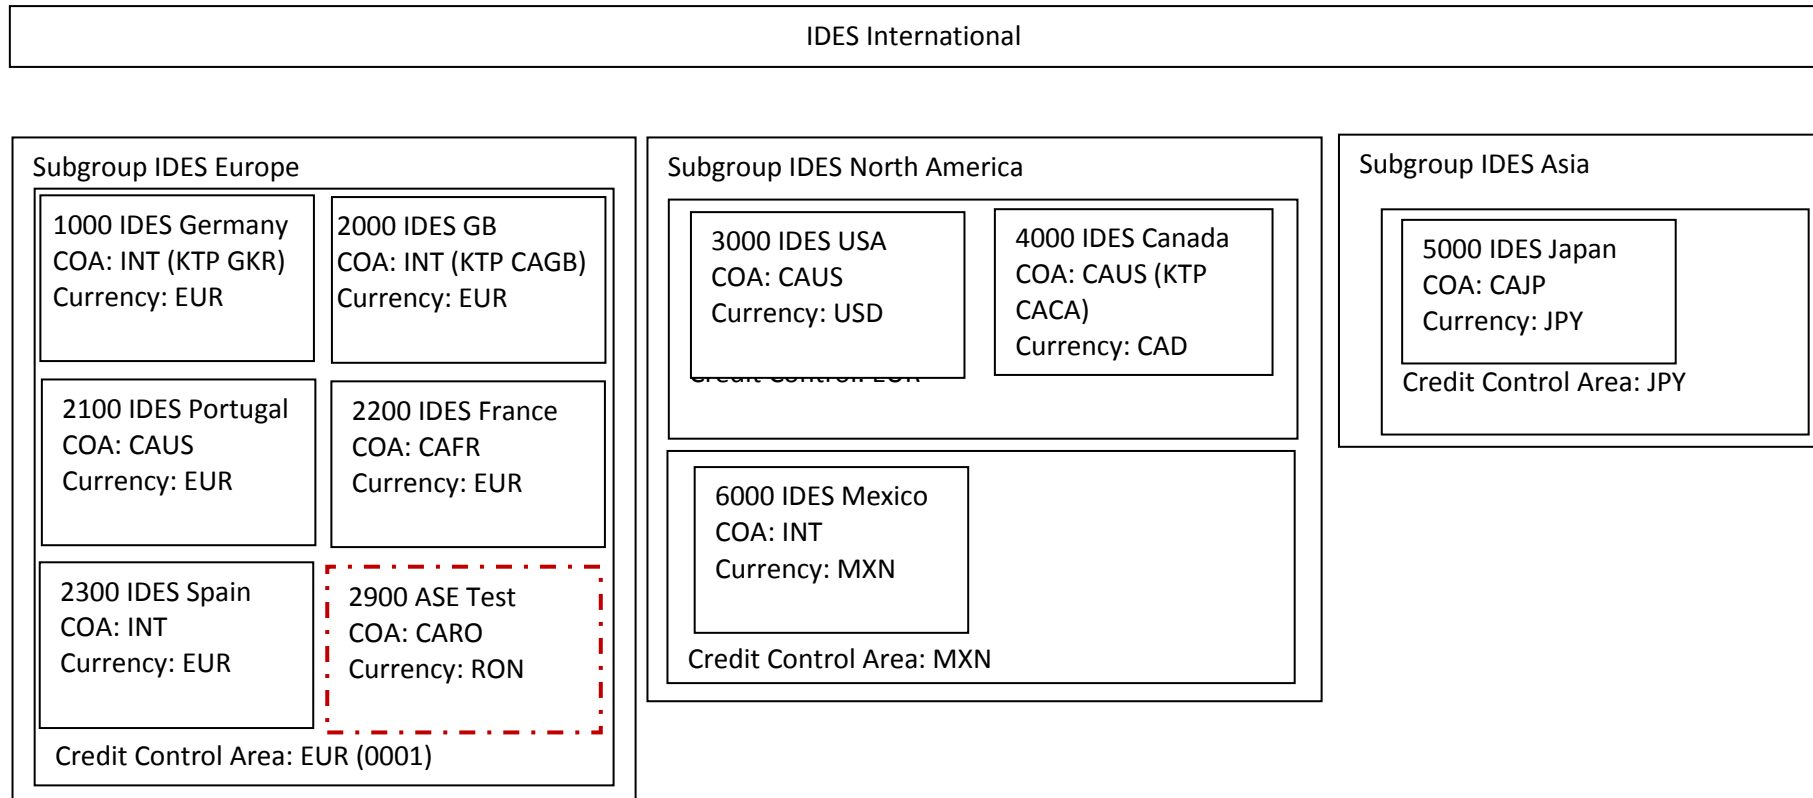 IDES International
Subgroup IDES Europe
1000 IDES Germany
COA: INT (KTP GKR)
Currency: EUR
2000 IDES GB
COA: INT (KTP CAGB)
Currency: EUR
2100 IDES Portugal
COA: CAUS
Currency: EUR
2200 IDES France
COA: CAFR
Currency: EUR
2300 IDES Spain
COA: INT
Currency: EUR
2900 ASE Test
COA: CARO
Currency: RON
Credit Control Area: EUR (0001)
Subgroup IDES North America
3000 IDES USA
COA: CAUS
Currency: USD
4000 IDES Canada
COA: CAUS (KTP
CACA)
Currency: CAD
Credit Control: EUR
6000 IDES Mexico
COA: INT
Currency: MXN
Credit Control Area: MXN
Subgroup IDES Asia
5000 IDES Japan
COA: CAJP
Currency: JPY
Credit Control Area: JPY